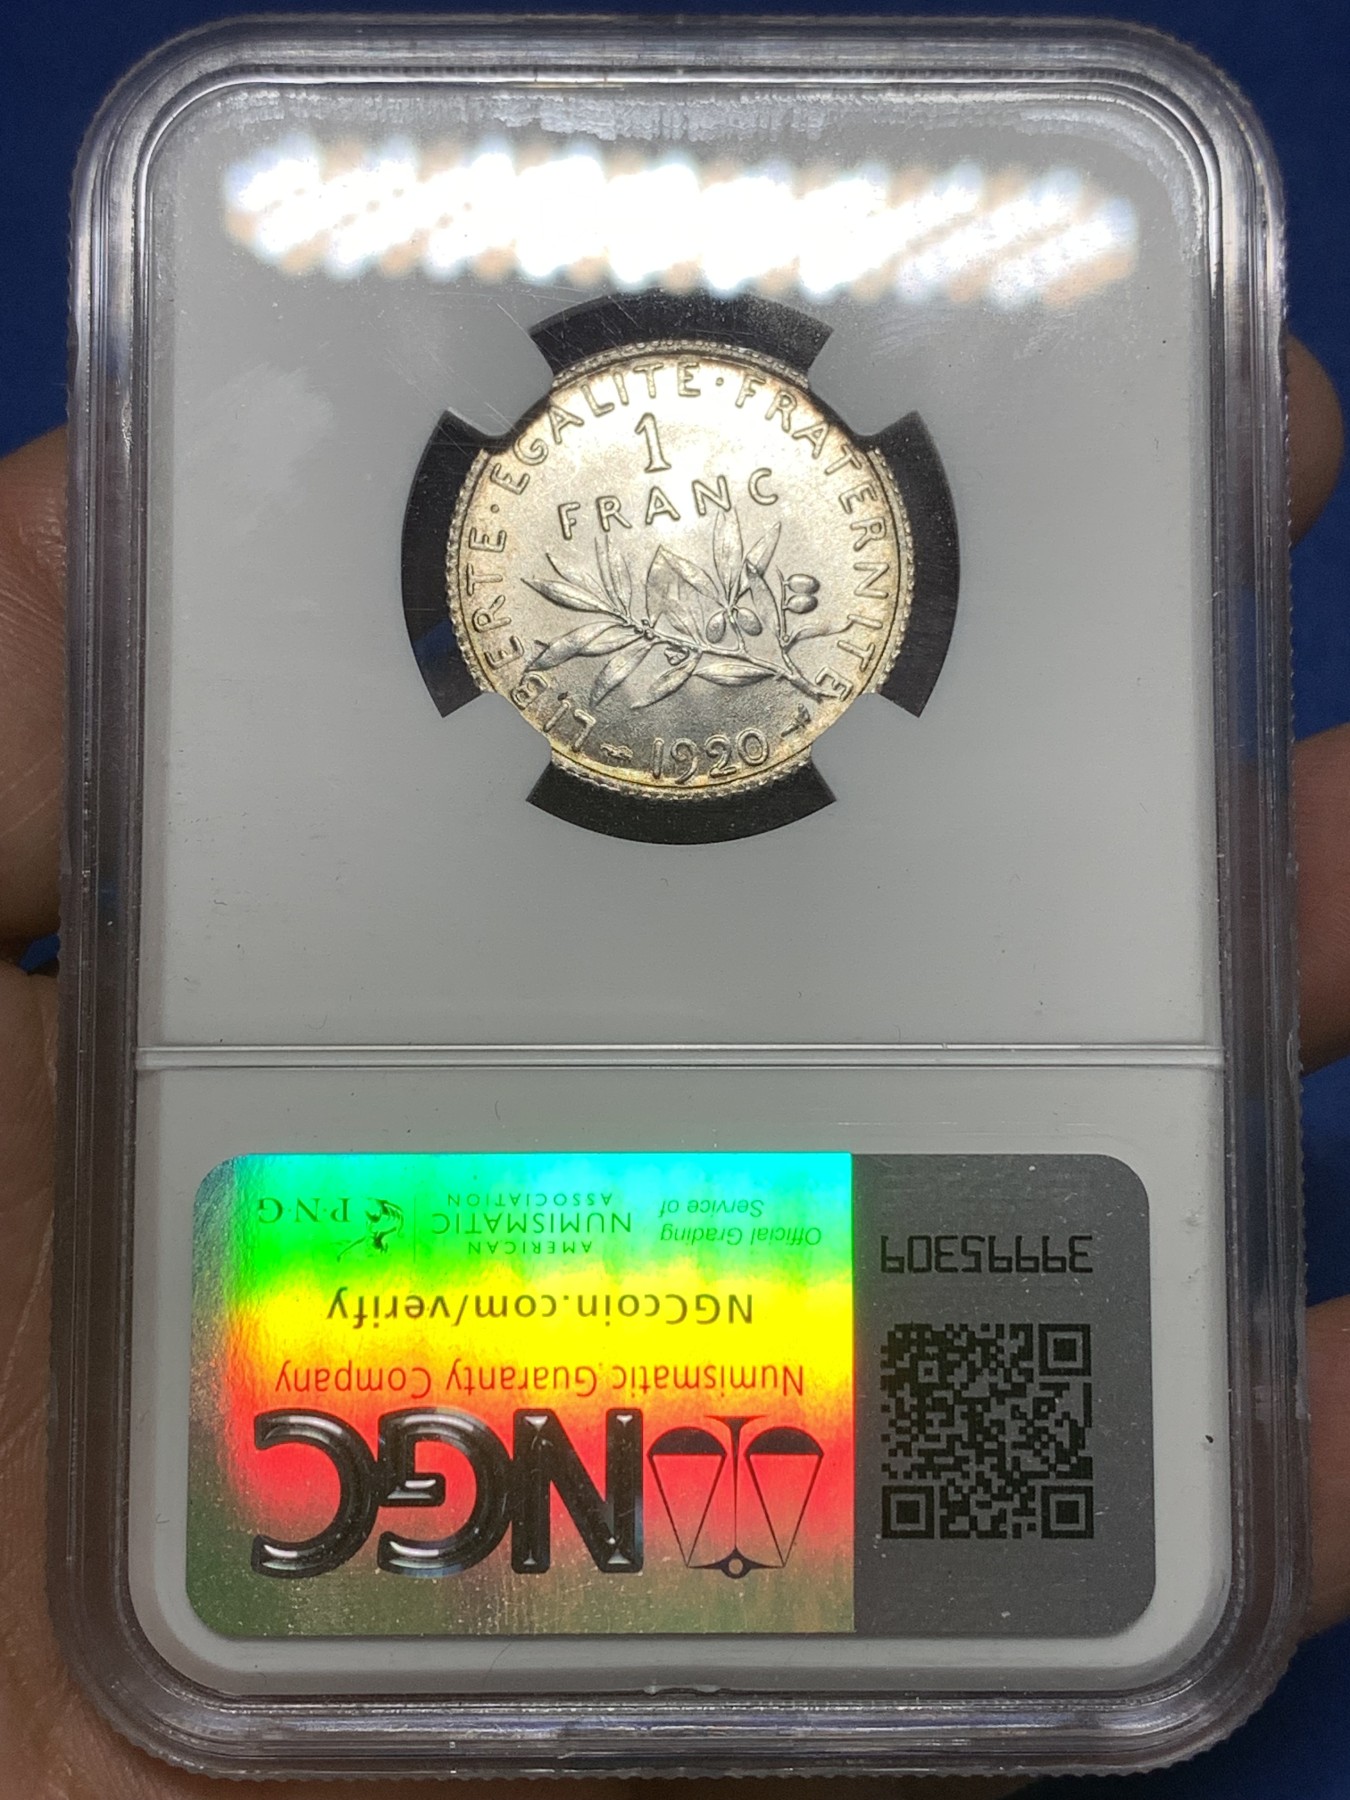 LIBERTE·EGALITE·FRATERNITE
1
FRANC
1920
NGC
Numismatic Guaranty Company
NGCcoin.com/verify
Official Grading
Service of
AMERICAN
NUMISMATIC
ASSOCIATION
P·N·G
39995309